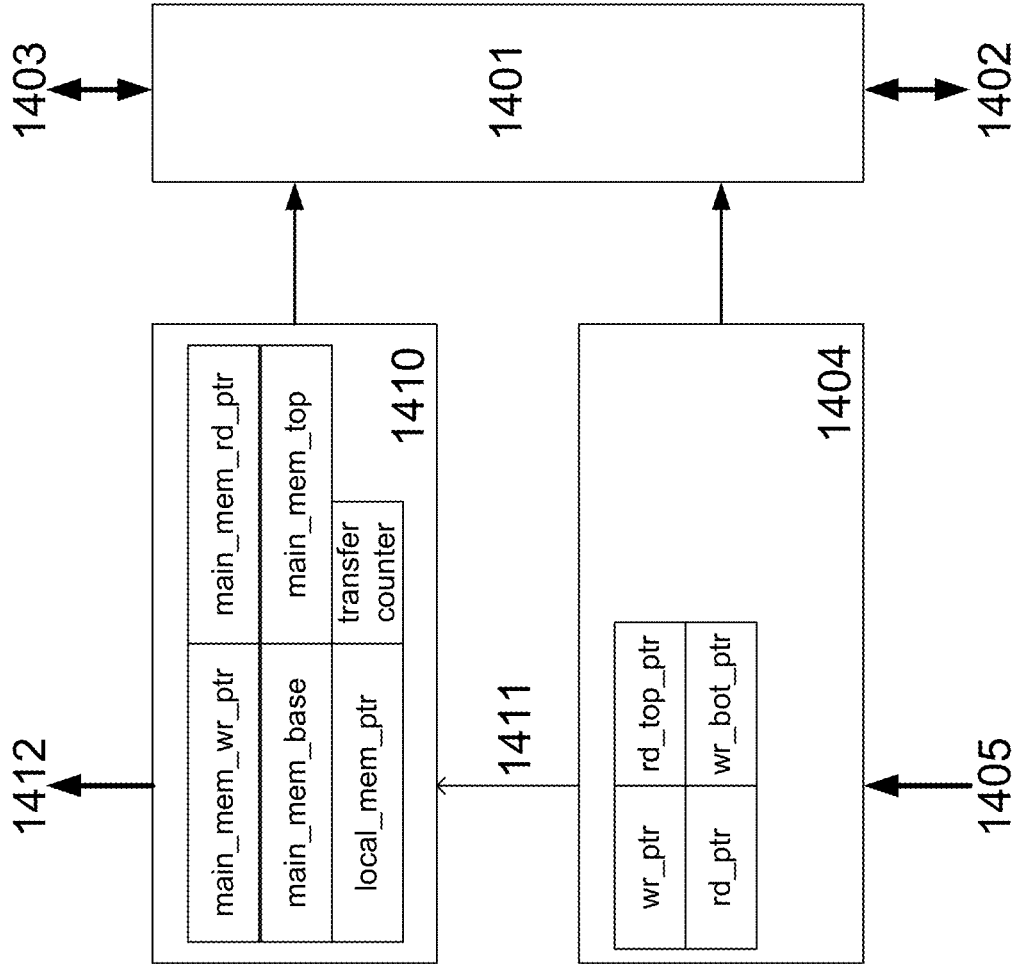 1412
1403
main_mem_wr_ptr
main_mem_rd_ptr
main_mem_base
main_mem_top
local_mem_ptr
transfer
counter
1410
1411
1401
wr_ptr
rd_top_ptr
rd_ptr
wr_bot_ptr
1404
1405
1402